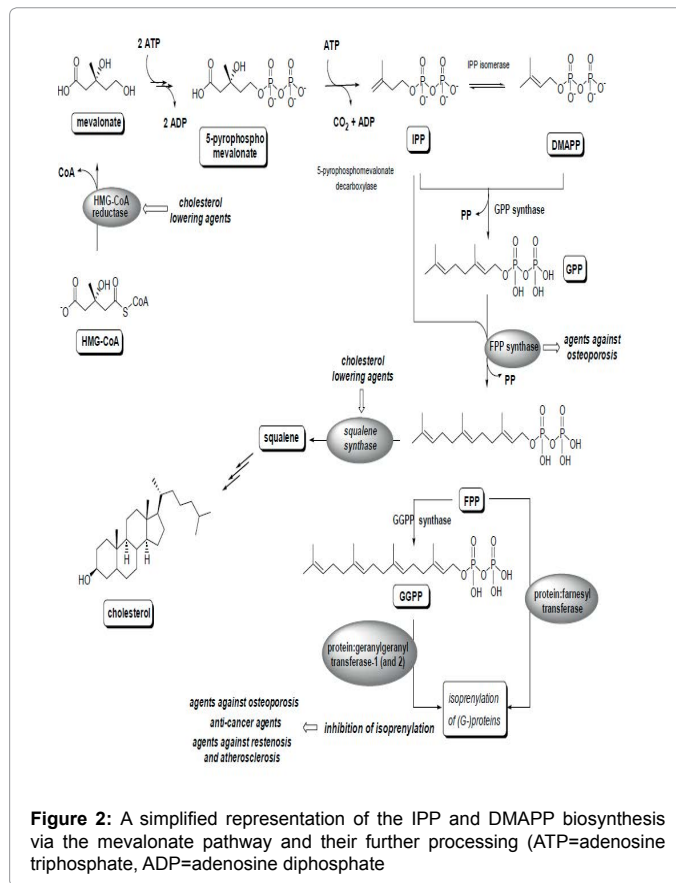 2 ATP
2 ADP
ATP
CO2 + ADP
IPP isomerase
mevalonate
5-pyrophospho
mevalonate
IPP
DMAPP
5-pyrophosphomevalonate
decarboxylase
CoA
HMG-CoA
reductase
cholesterol
lowering agents
PP
GPP synthase
GPP
HMG-CoA
FPP synthase
agents against
osteoporosis
PP
cholesterol
lowering agents
squalene
synthase
squalene
FPP
GGPP synthase
GGPP
cholesterol
protein:farnesyl
transferase
protein:geranylgeranyl
transferase-1 (and 2)
isoprenylation
of (G-)proteins
agents against osteoporosis
anti-cancer agents
agents against restenosis
and atherosclerosis
inhibition of isoprenylation
Figure 2: A simplified representation of the IPP and DMAPP biosynthesis
via the mevalonate pathway and their further processing (ATP=adenosine
triphosphate, ADP=adenosine diphosphate